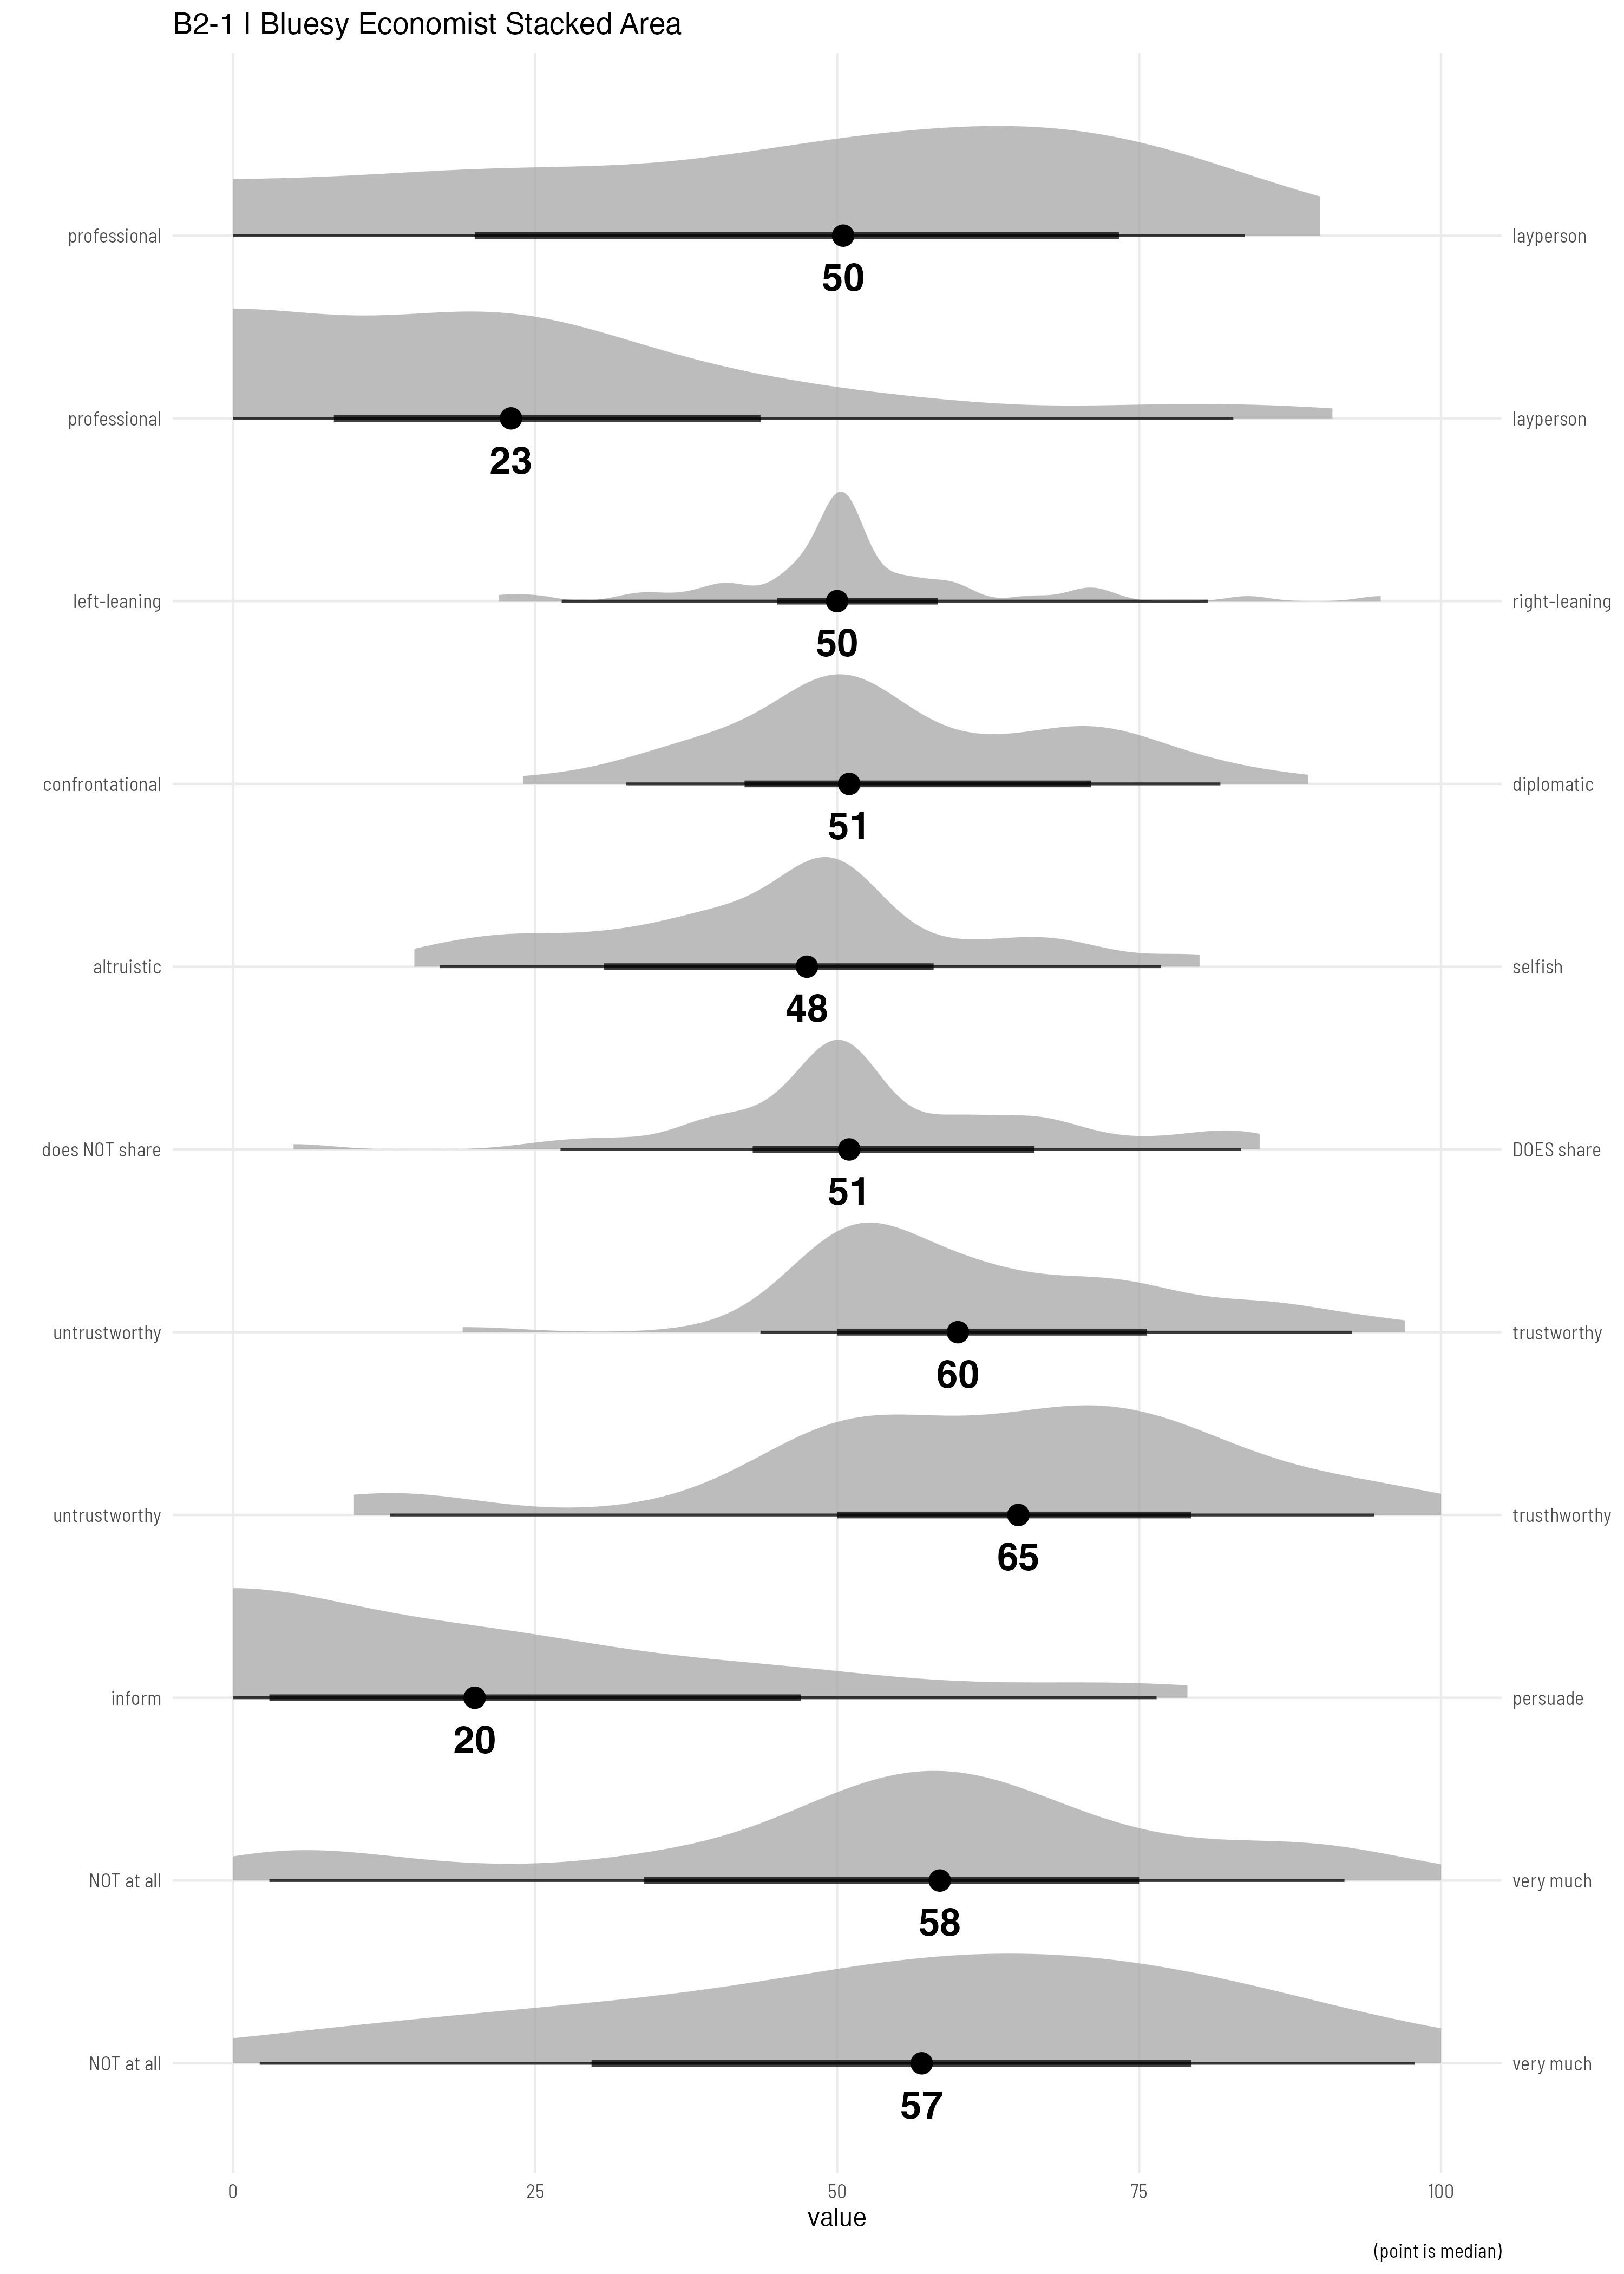 B2-1 | Bluesy Economist Stacked Area
professional
layperson
50
professional
layperson
23
left-leaning
right-leaning
50
confrontational
diplomatic
51
altruistic
selfish
48
does NOT share
DOES share
51
untrustworthy
trustworthy
60
untrustworthy
trusthworthy
65
inform
persuade
20
NOT at all
very much
58
NOT at all
very much
57
0 25 50 75 100
value
(point is median)